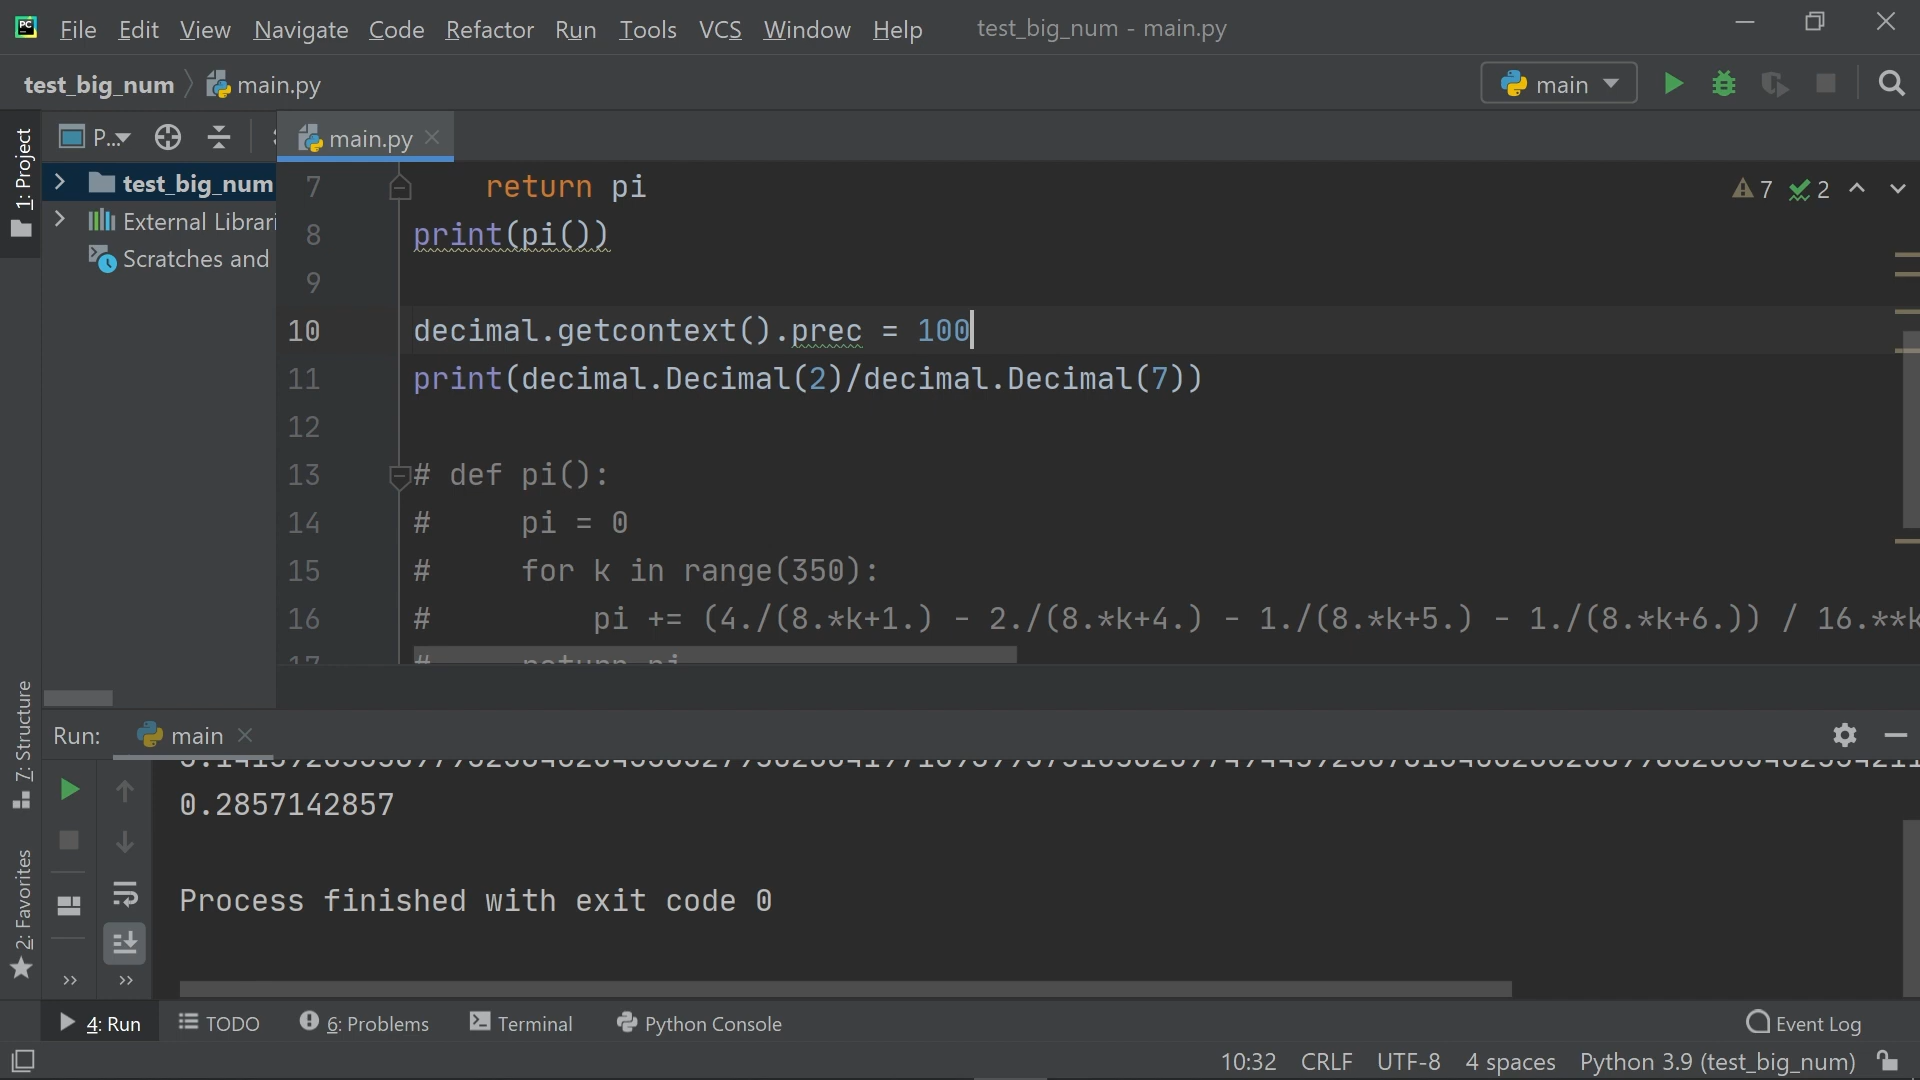 PC File Edit View Navigate Code Refactor Run Tools VCS Window Help test_big_num - main.py
test_big_num main.py main
1: Project P... main.py
test_big_num
External Librari
Scratches and
7 return pi 7 2
8 print(pi())
9
10 decimal.getcontext().prec = 100
11 print(decimal.Decimal(2)/decimal.Decimal(7))
12
13 # def pi():
14 # pi = 0
15 # for k in range(350):
16 # pi += (4./(8.*k+1.) - 2./(8.*k+4.) - 1./(8.*k+5.) - 1./(8.*k+6.)) / 16.**k
17 # return pi
7: Structure
Run: main
0.2857142857
Process finished with exit code 0
2: Favorites
4: Run TODO 6: Problems Terminal Python Console Event Log
10:32 CRLF UTF-8 4 spaces Python 3.9 (test_big_num)